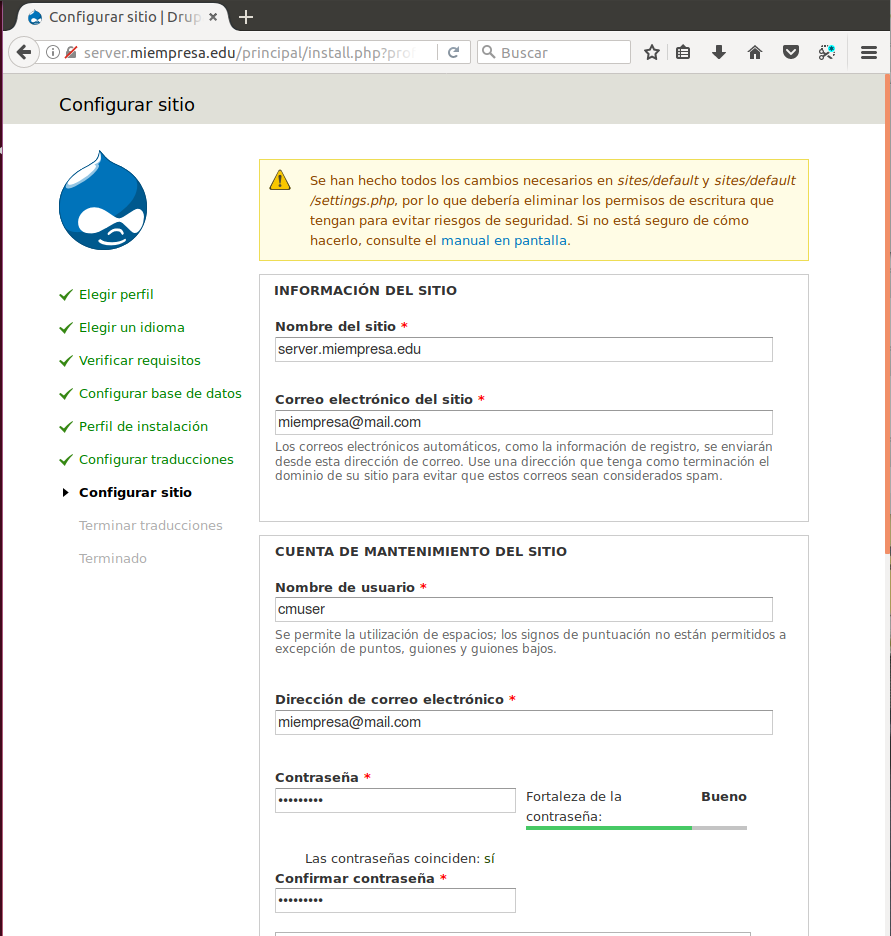 Configurar sitio | Drup
server.miempresa.edu/principal/install.php?pro
Buscar
Configurar sitio
Se han hecho todos los cambios necesarios en sites/default y sites/default
/settings.php, por lo que debería eliminar los permisos de escritura que
tengan para evitar riesgos de seguridad. Si no está seguro de cómo
hacerlo, consulte el manual en pantalla.
Elegir perfil
Elegir un idioma
Verificar requisitos
Configurar base de datos
Perfil de instalación
Configurar traducciones
Configurar sitio
Terminar traducciones
Terminado
INFORMACIÓN DEL SITIO
Nombre del sitio *
server.miempresa.edu
Correo electrónico del sitio *
miempresa@mail.com
Los correos electrónicos automáticos, como la información de registro, se enviarán
desde esta dirección de correo. Use una dirección que tenga como terminación el
dominio de su sitio para evitar que estos correos sean considerados spam.
CUENTA DE MANTENIMIENTO DEL SITIO
Nombre de usuario *
cmuser
Se permite la utilización de espacios; los signos de puntuación no están permitidos a
excepción de puntos, guiones y guiones bajos.
Dirección de correo electrónico *
miempresa@mail.com
Contraseña *
•••••••••
Fortaleza de la
contraseña:
Bueno
Las contraseñas coinciden: sí
Confirmar contraseña *
•••••••••